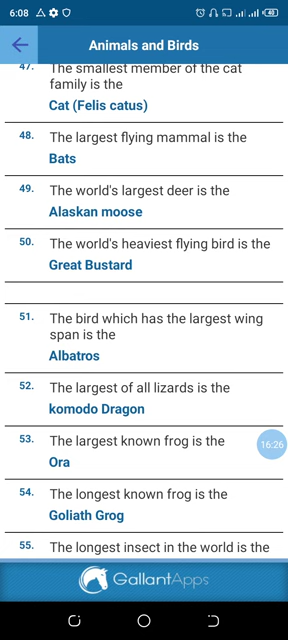 6:08
40
Animals and Birds
47. The smallest member of the cat
family is the
Cat (Felis catus)
48. The largest flying mammal is the
Bats
49. The world's largest deer is the
Alaskan moose
50. The world's heaviest flying bird is the
Great Bustard
51. The bird which has the largest wing
span is the
Albatros
52. The largest of all lizards is the
komodo Dragon
53. The largest known frog is the
Ora
16:26
54. The longest known frog is the
Goliath Grog
55. The longest insect in the world is the
GallantApps